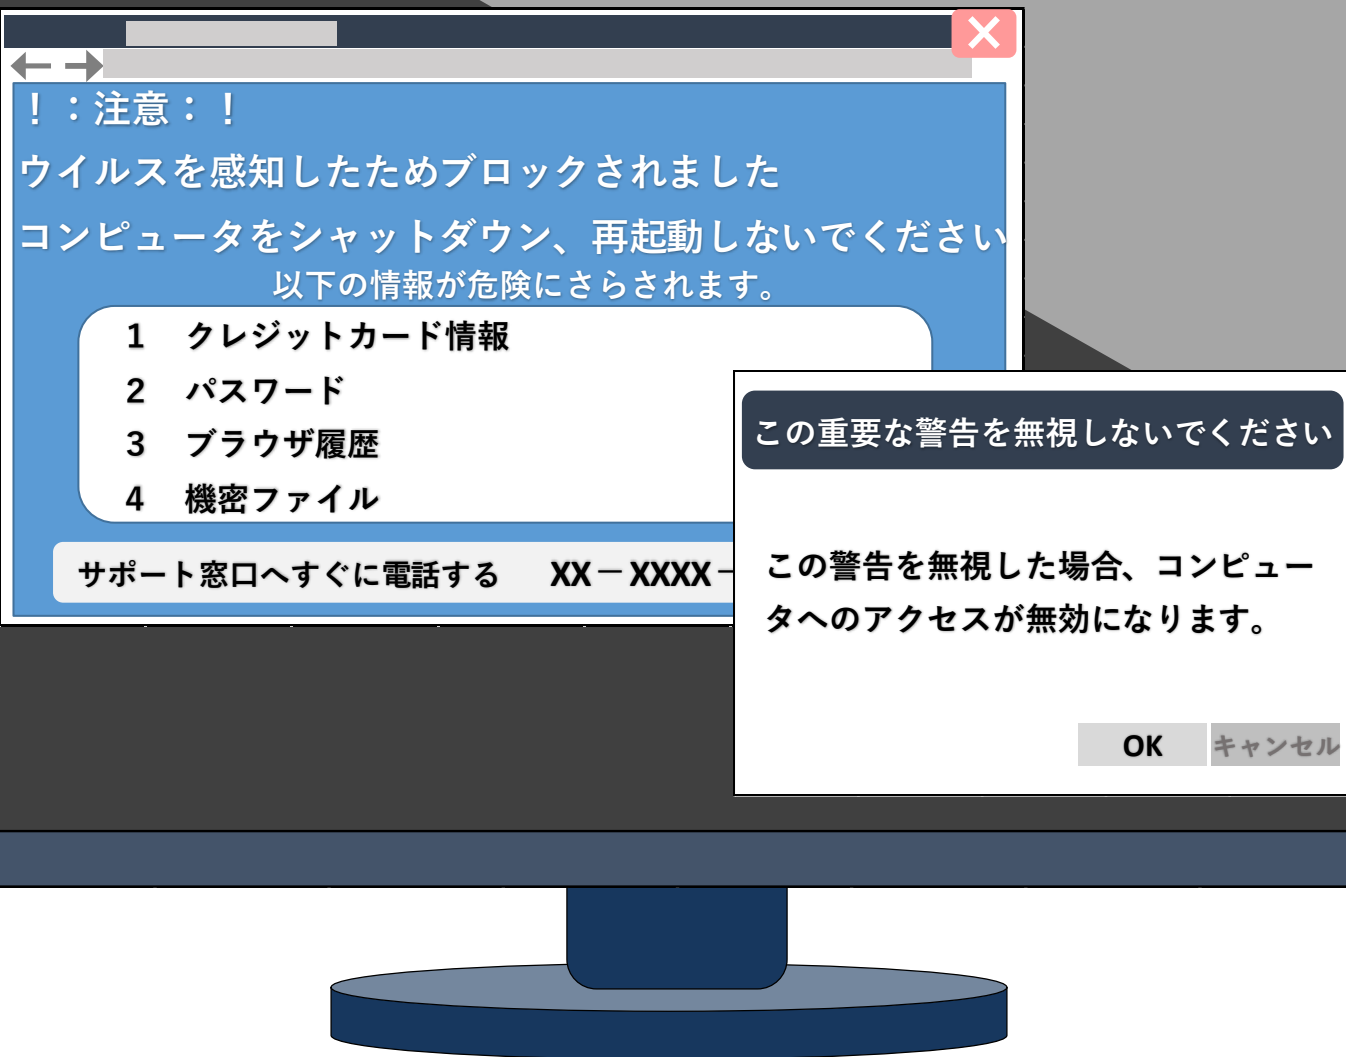 ！：注意：！
ウイルスを感知したためブロックされました
コンピュータをシャットダウン、再起動しないでください
以下の情報が危険にさらされます。
1 クレジットカード情報
2 パスワード
3 ブラウザ履歴
4 機密ファイル
サポート窓口へすぐに電話する XX－XXXX－
この重要な警告を無視しないでください
この警告を無視した場合、コンピュー
タへのアクセスが無効になります。
OK キャンセル